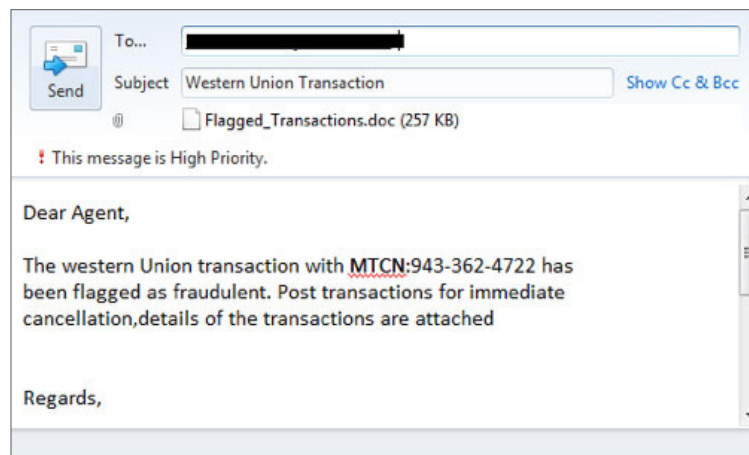 To...
Send
Subject Western Union Transaction Show Cc & Bcc
Flagged_Transactions.doc (257 KB)
! This message is High Priority.
Dear Agent,
The western Union transaction with MTCN:943-362-4722 has
been flagged as fraudulent. Post transactions for immediate
cancellation,details of the transactions are attached
Regards,